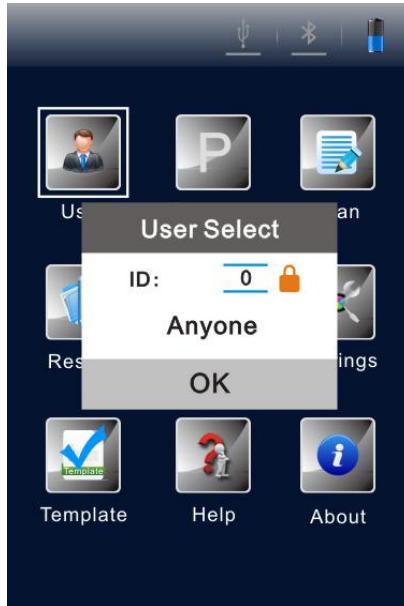 P
Us
an
User Select
ID: 0
Anyone
OK
Res
ings
Template
Template
Help
About